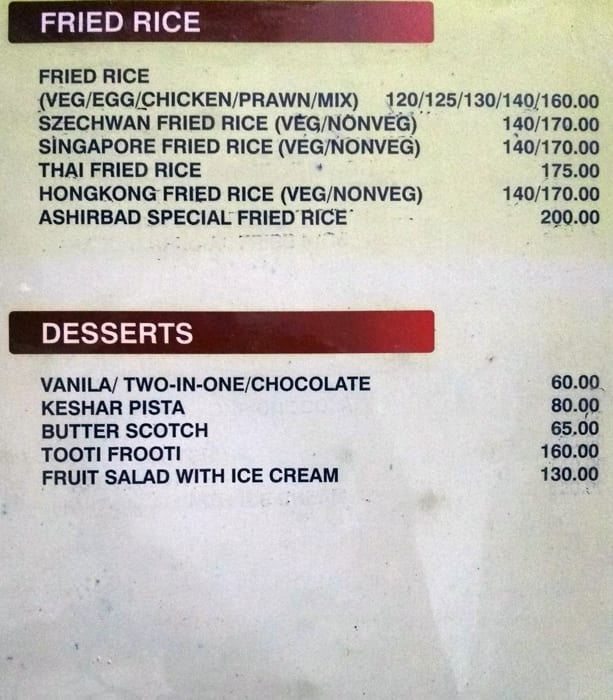 FRIED RICE
FRIED RICE
(VEG/EGG/CHICKEN/PRAWN/MIX) 120/125/130/140/160.00
SZECHWAN FRIED RICE (VEG/NONVEG) 140/170.00
SINGAPORE FRIED RICE (VEG/NONVEG) 140/170.00
THAI FRIED RICE 175.00
HONGKONG FRIED RICE (VEG/NONVEG) 140/170.00
ASHIRBAD SPECIAL FRIED RICE 200.00
DESSERTS
VANILA/ TWO-IN-ONE/CHOCOLATE 60.00
KESHAR PISTA 80.00
BUTTER SCOTCH 65.00
TOOTI FROOTI 160.00
FRUIT SALAD WITH ICE CREAM 130.00